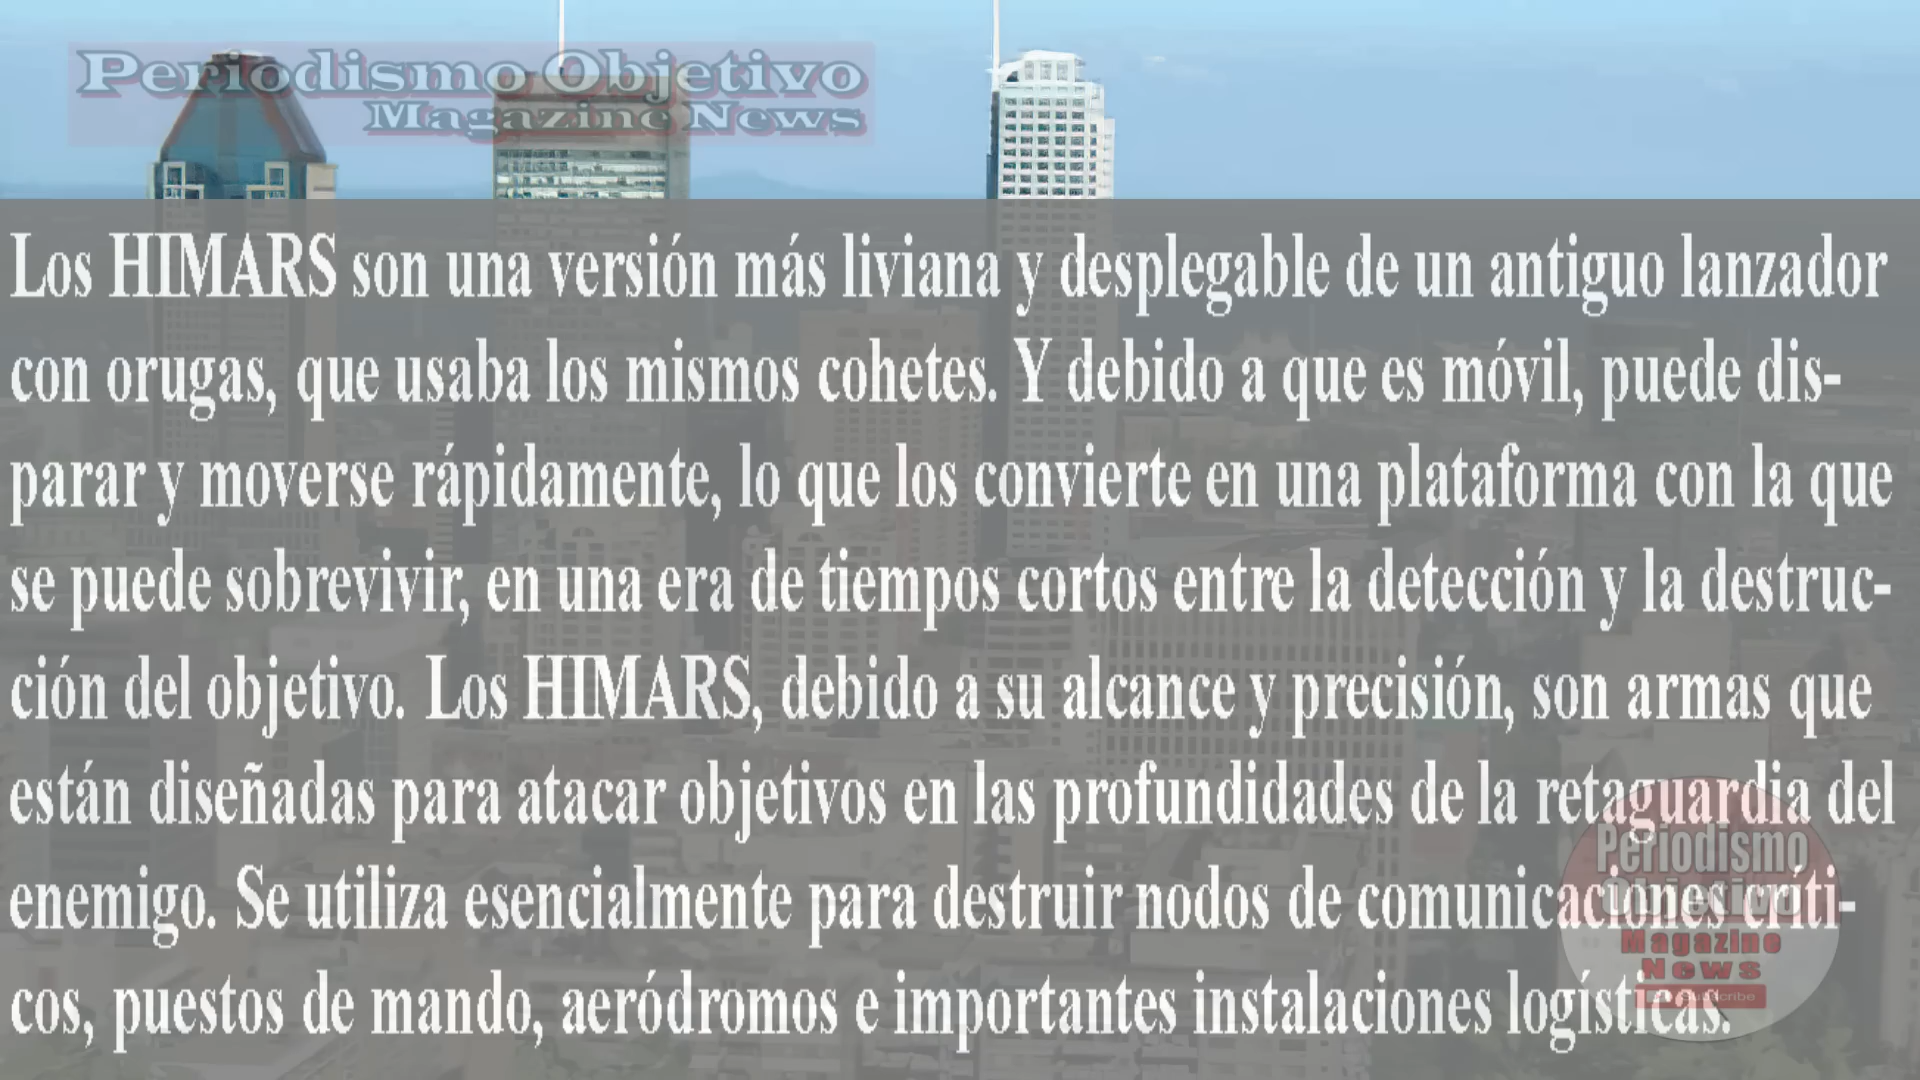 Periodismo Objetivo
Magazine News
Los HIMARS son una versión más liviana y desplegable de un antiguo lanzador
con orugas, que usaba los mismos cohetes. Y debido a que es móvil, puede dis-
parar y moverse rápidamente, lo que los convierte en una plataforma con la que
se puede sobrevivir, en una era de tiempos cortos entre la detección y la destruc-
ción del objetivo. Los HIMARS, debido a su alcance y precisión, son armas que
están diseñadas para atacar objetivos en las profundidades de la retaguardia del
enemigo. Se utiliza esencialmente para destruir nodos de comunicaciones críti-
cos, puestos de mando, aeródromos e importantes instalaciones logísticas.
Periodismo
Objetivo
Magazine
News
Subscribe